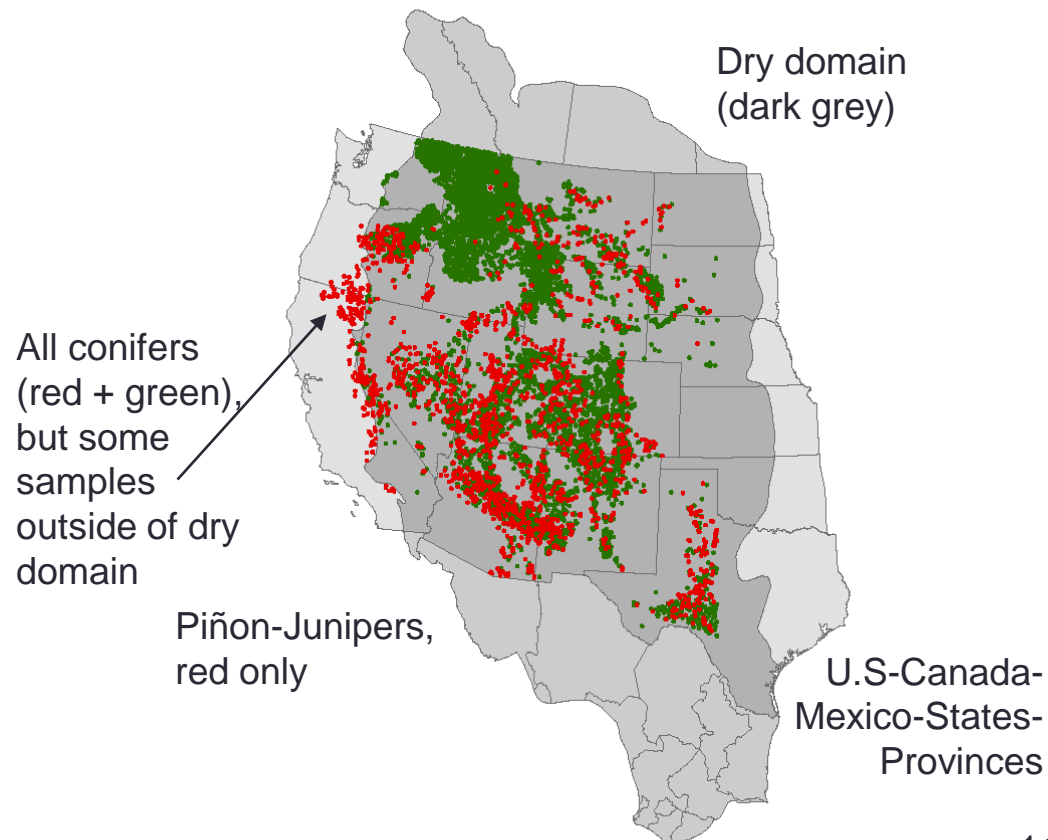 Dry domain
(dark grey)
All conifers
(red + green),
but some
samples
outside of dry
domain
Piñon-Junipers,
red only
U.S-Canada-
Mexico-States-
Provinces